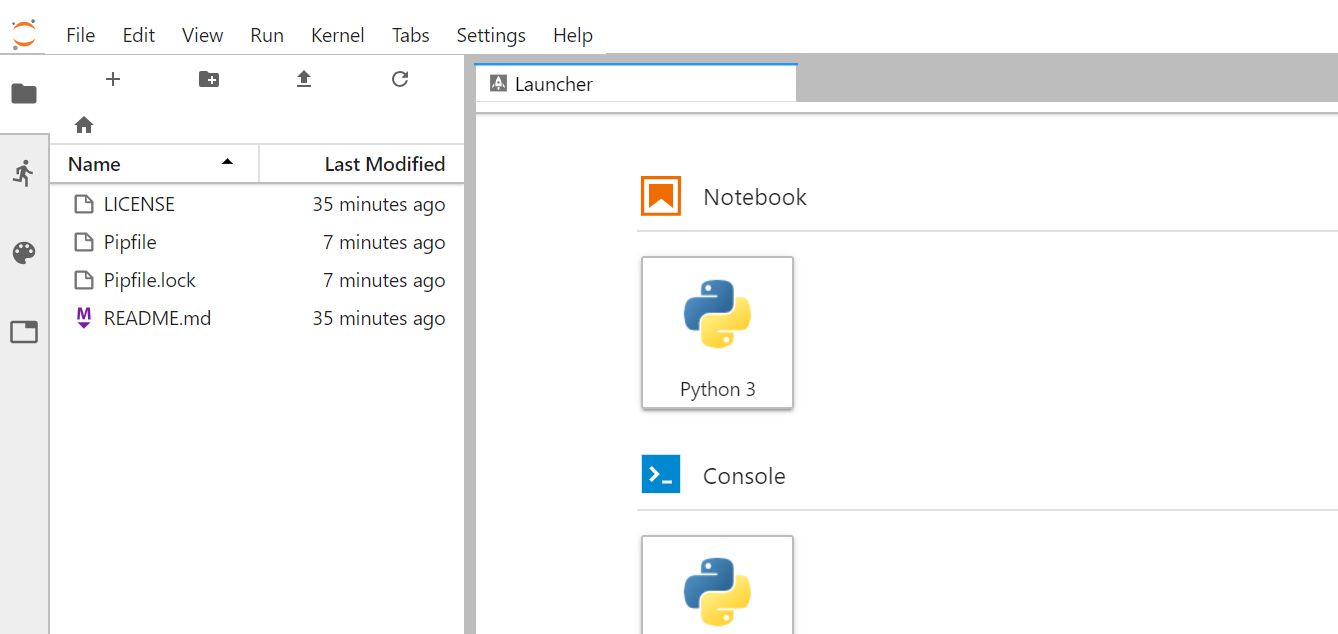 File Edit View Run Kernel Tabs Settings Help
Launcher
Name Last Modified
LICENSE 35 minutes ago
Pipfile 7 minutes ago
Pipfile.lock 7 minutes ago
M README.md 35 minutes ago
Notebook
Python 3
Console